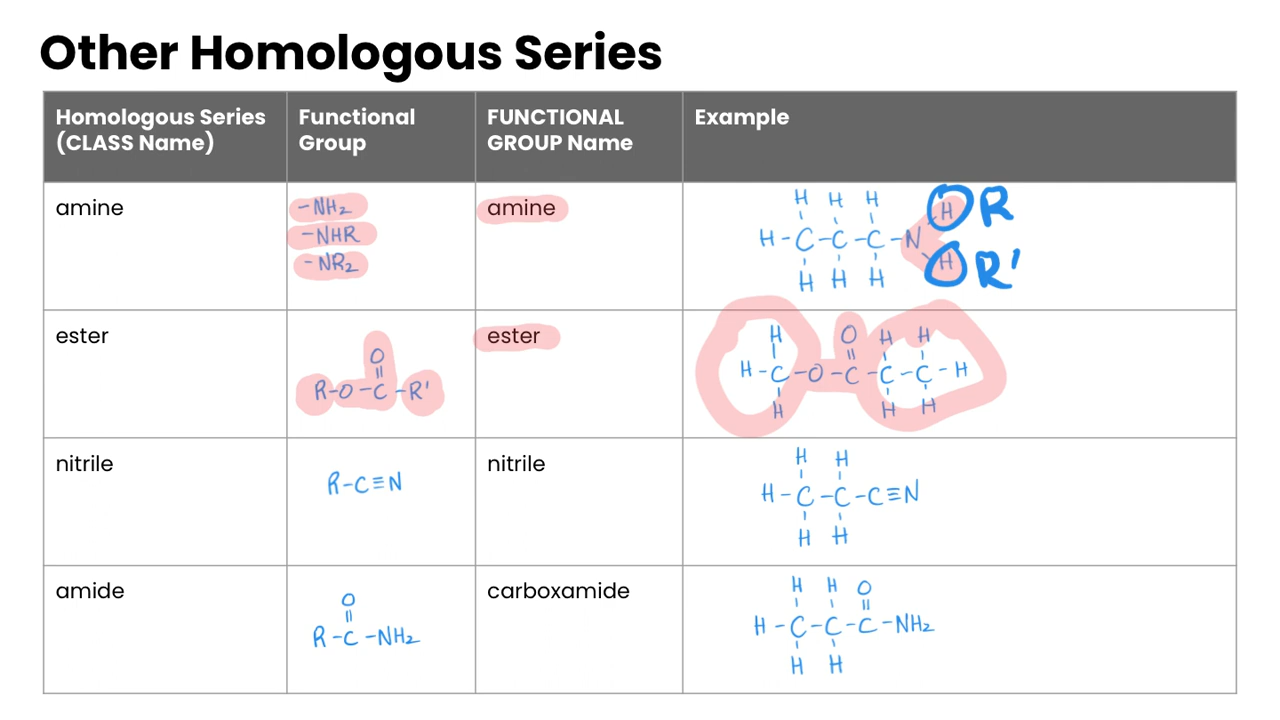 Other Homologous Series
Homologous Series (CLASS Name)
Functional Group
FUNCTIONAL GROUP Name
Example
amine
-NH₂
-NHR
-NR₂
amine
H H H
H-C-C-C-N
H H H
H R
H R'
ester
O
=
R-O-C-R'
ester
H O H H
H-C-O-C-C-C-H
H H H
nitrile
R-C≡N
nitrile
H H
H-C-C-C≡N
H H
amide
O
=
R-C-NH₂
carboxamide
H H O
H-C-C-C-NH₂
H H